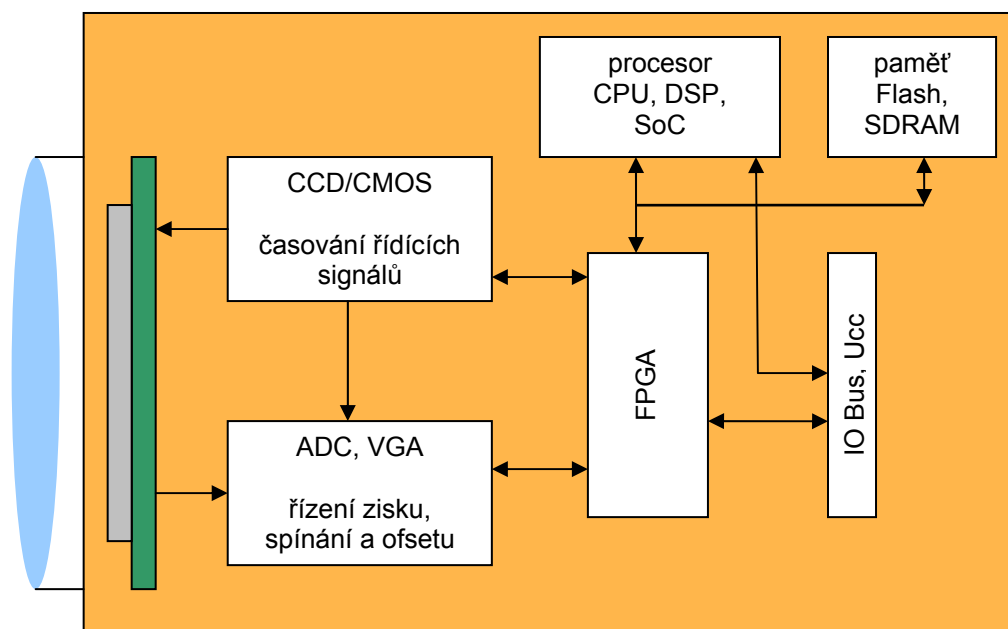 procesor
CPU, DSP,
SoC
paměť
Flash,
SDRAM
CCD/CMOS
časování řídících
signálů
FPGA
IO Bus, Ucc
ADC, VGA
řízení zisku,
spínání a ofsetu